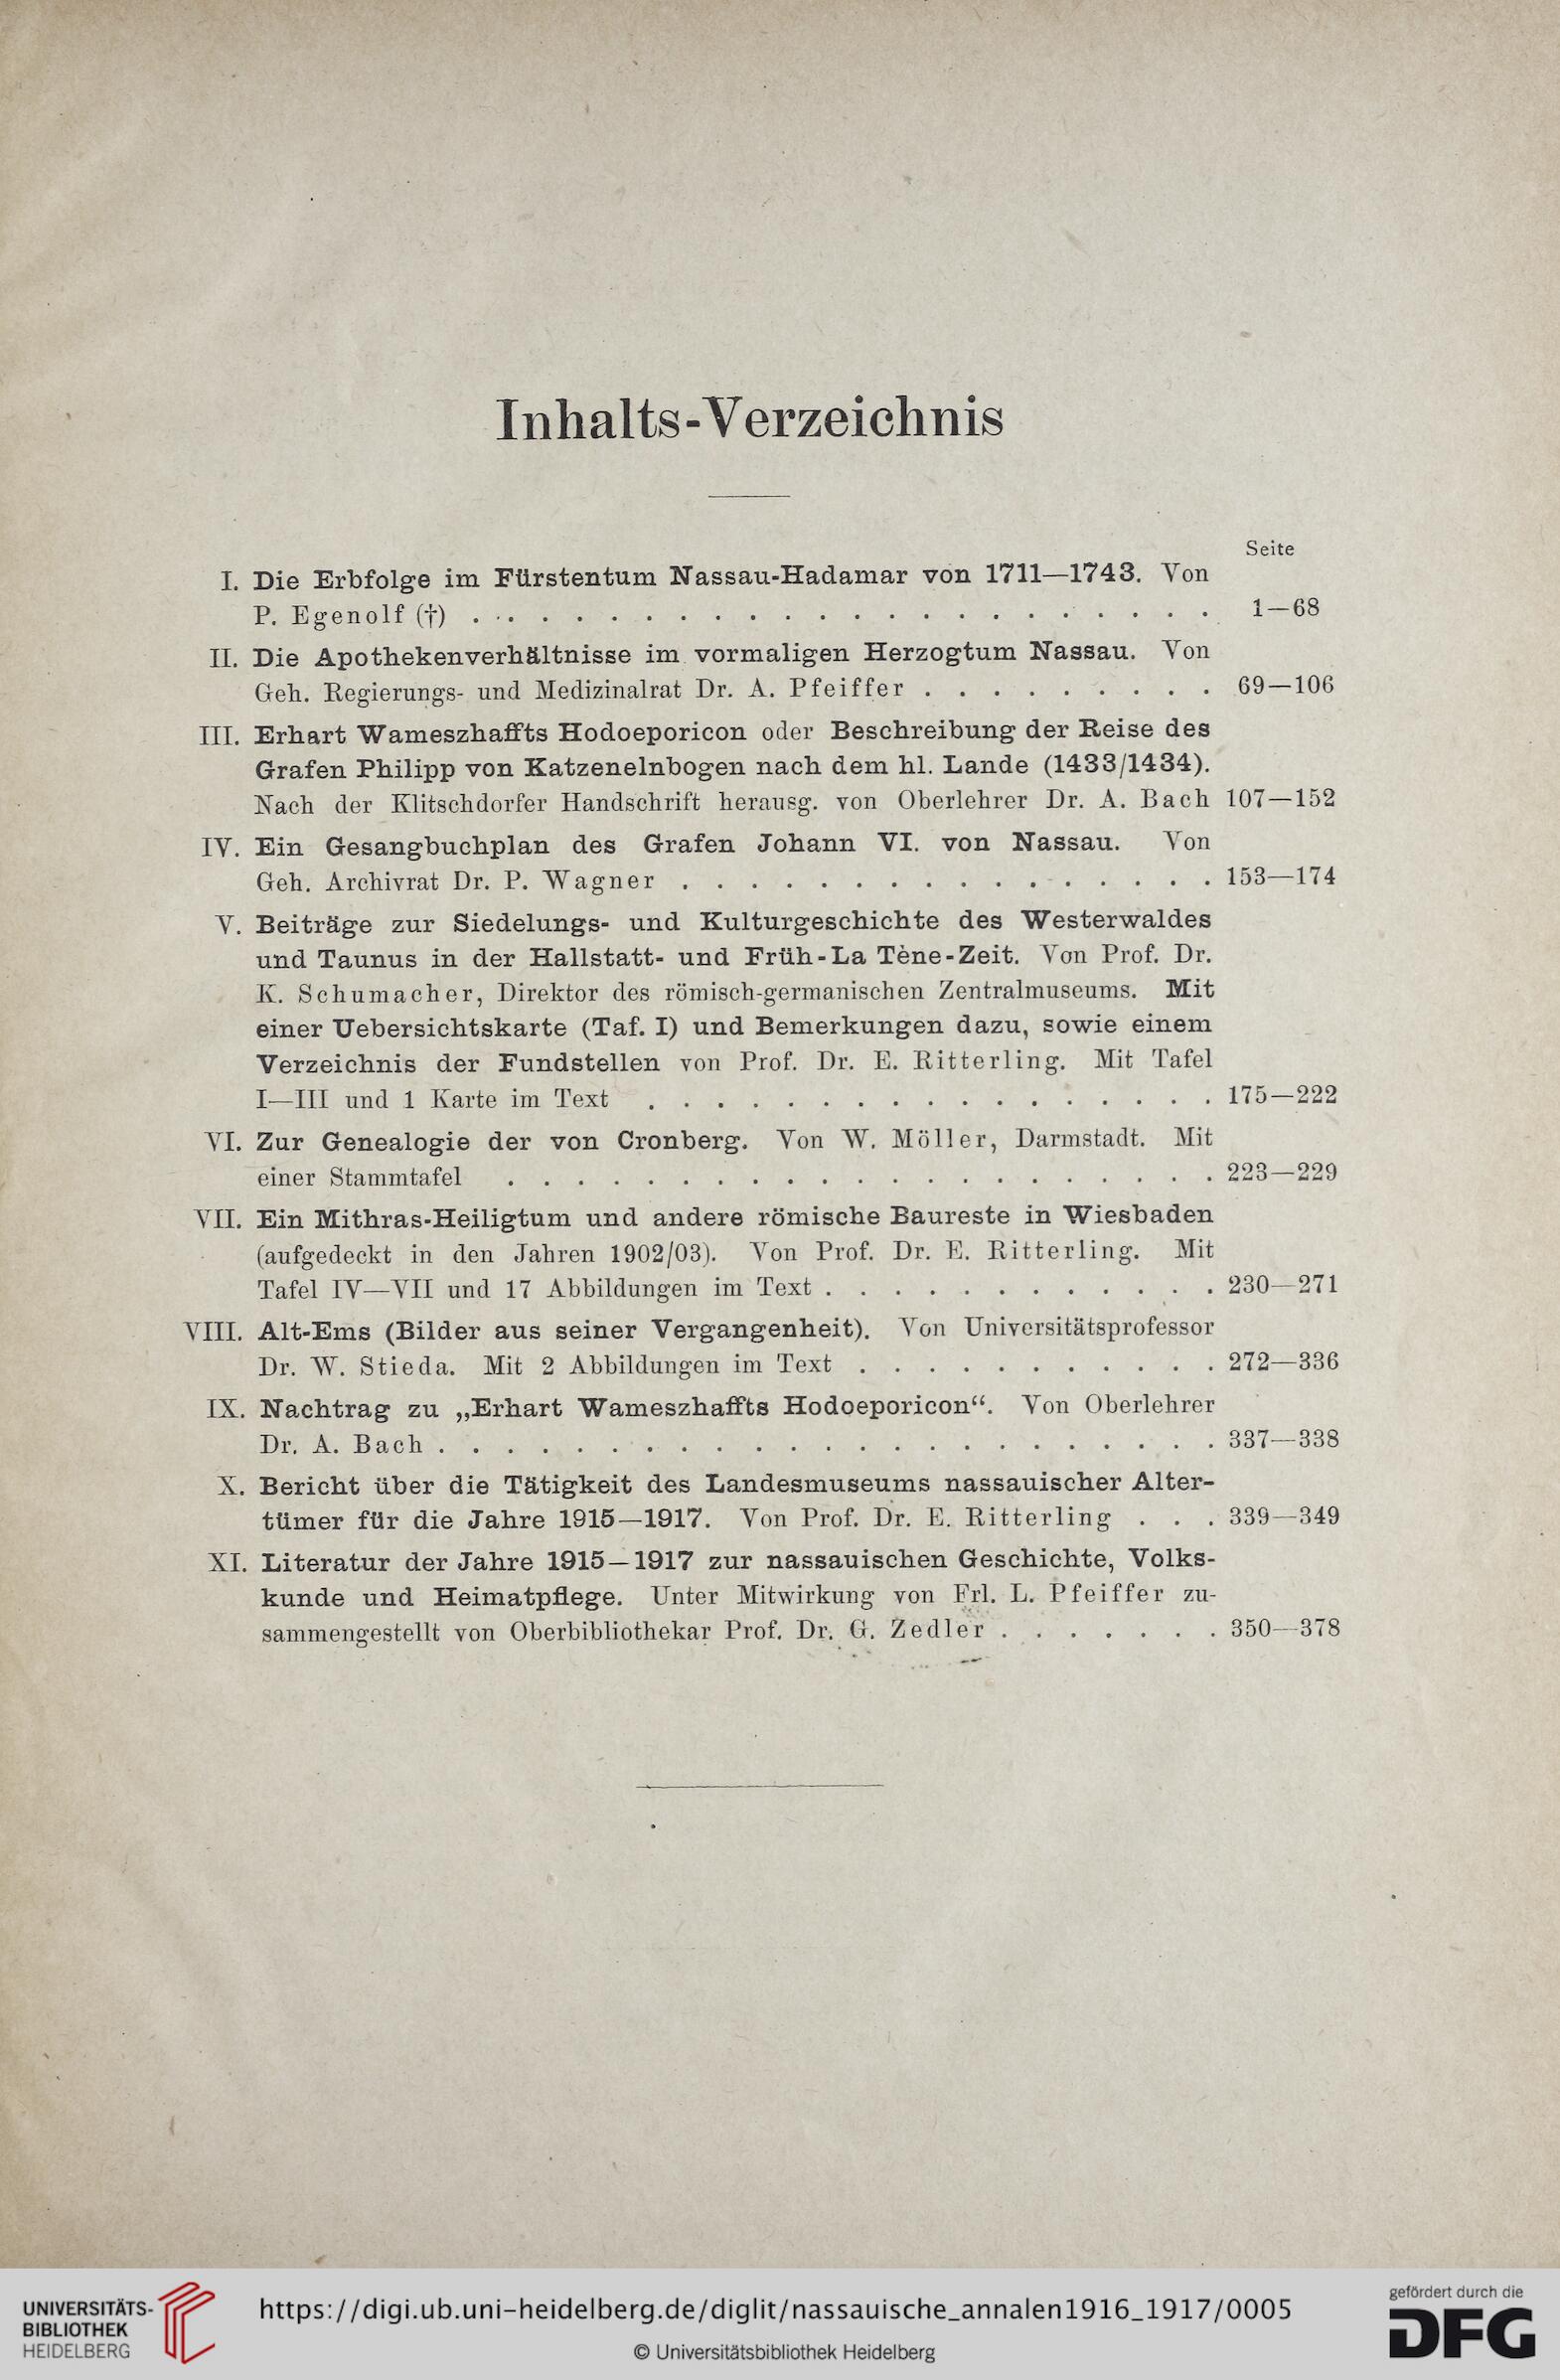 Inhalts-Verzeichnis
Seite
I. Die Erbfolge im Fürstentum Nassau-Hadamar von 1711—1743. Von
P. Egenolf (†) . . . . . . . . . . . . . . . . . . . . . . 1—68
II. Die Apothekenverhältnisse im vormaligen Herzogtum Nassau. Von
Geh. Regierungs- und Medizinalrat Dr. A. Pfeiffer . . . . . . . . . 69—106
III. Erhart Wameszhaffts Hodoeporicon oder Beschreibung der Reise des
Grafen Philipp von Katzenelnbogen nach dem hl. Lande (1433/1434).
Nach der Klitschdorfer Handschrift herausg. von Oberlehrer Dr. A. Bach 107—152
IV. Ein Gesangbuchplan des Grafen Johann VI. von Nassau. Von
Geh. Archivrat Dr. P. Wagner . . . . . . . . . . . . . . . . 153—174
V. Beiträge zur Siedelungs- und Kulturgeschichte des Westerwaldes
und Taunus in der Hallstatt- und Früh-La Tène-Zeit. Von Prof. Dr.
K. Schumacher, Direktor des römisch-germanischen Zentralmuseums. Mit
einer Uebersichtskarte (Taf. I) und Bemerkungen dazu, sowie einem
Verzeichnis der Fundstellen von Prof. Dr. E. Ritterling. Mit Tafel
I—III und 1 Karte im Text . . . . . . . . . . . . . . . . . 175—222
VI. Zur Genealogie der von Cronberg. Von W. Möller, Darmstadt. Mit
einer Stammtafel . . . . . . . . . . . . . . . . . . . . . 223—229
VII. Ein Mithras-Heiligtum und andere römische Baureste in Wiesbaden
(aufgedeckt in den Jahren 1902/03). Von Prof. Dr. E. Ritterling. Mit
Tafel IV—VII und 17 Abbildungen im Text . . . . . . . . . . . . 230—271
VIII. Alt-Ems (Bilder aus seiner Vergangenheit). Von Universitätsprofessor
Dr. W. Stieda. Mit 2 Abbildungen im Text . . . . . . . . . . . 272—336
IX. Nachtrag zu „Erhart Wameszhaffts Hodoeporicon“. Von Oberlehrer
Dr. A. Bach . . . . . . . . . . . . . . . . . . . . . . . 337—338
X. Bericht über die Tätigkeit des Landesmuseums nassauischer Alter-
tümer für die Jahre 1915—1917. Von Prof. Dr. E. Ritterling . . . 339—349
XI. Literatur der Jahre 1915—1917 zur nassauischen Geschichte, Volks-
kunde und Heimatpflege. Unter Mitwirkung von Frl. L. Pfeiffer zu-
sammengestellt von Oberbibliothekar Prof. Dr. G. Zedler . . . . . . . 350—378
UNIVERSITÄTS-
BIBLIOTHEK
HEIDELBERG
https://digi.ub.uni-heidelberg.de/diglit/nassauische_annalen1916_1917/0005
© Universitätsbibliothek Heidelberg
gefördert durch die
DFG